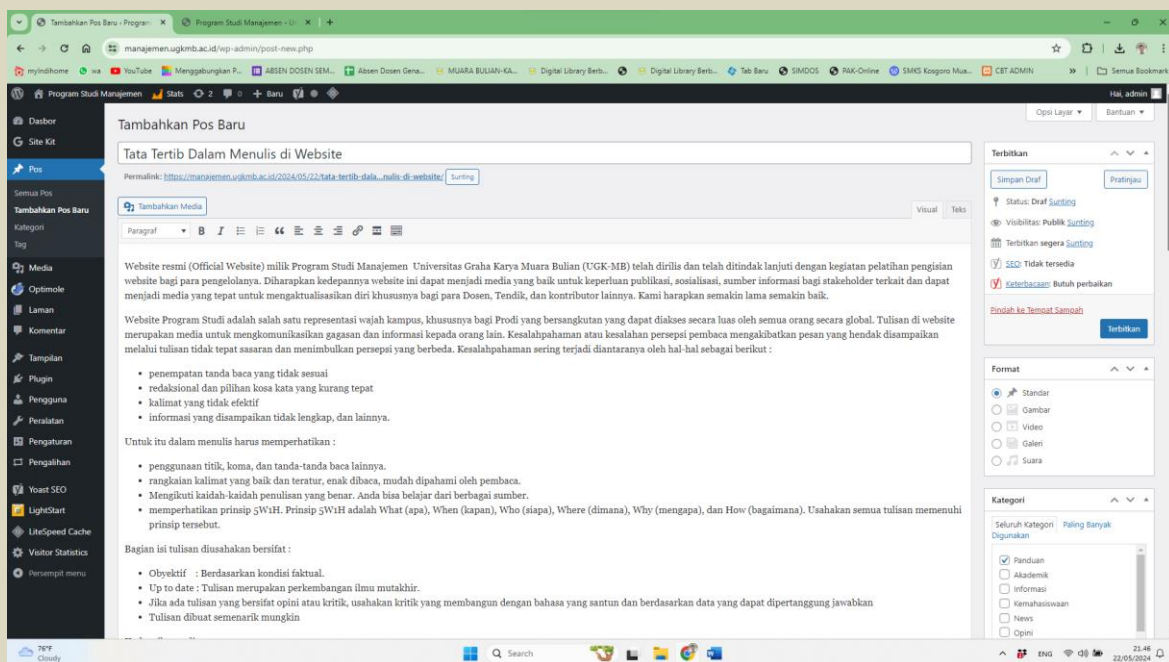 Tambahkan Pos Baru ‹ Program
Program Studi Manajemen - U
manajemen.ugkmb.ac.id/wp-admin/post-new.php
myIndihome
wa
YouTube
Menggabungkan P...
ABSEN DOSEN SEM...
Absen Dosen Gena...
MUARA BULIAN-KA...
Digital Library Berb...
Digital Library Berb...
Tab Baru
SIMDOS
PAK-Online
SMKS Kosgoro Mua...
CBT ADMIN
»
Semua Bookmark
Program Studi Manajemen
Stats
2
0
+ Baru
Hai, admin
Dasbor
Site Kit
Pos
Semua Pos
Tambahkan Pos Baru
Kategori
Tag
Media
Optimole
Laman
Komentar
Tampilan
Plugin
Pengguna
Peralatan
Pengaturan
Pengalihan
Yoast SEO
LightStart
LiteSpeed Cache
Visitor Statistics
Persempit menu
Opsi Layar
Bantuan
Tambahkan Pos Baru
Tata Tertib Dalam Menulis di Website
Permalink: https://manajemen.ugkmb.ac.id/2024/05/22/tata-tertib-dala...nulis-di-website/ Sunting
Tambahkan Media
Visual
Teks
Paragraf
B I
Website resmi (Official Website) milik Program Studi Manajemen Universitas Graha Karya Muara Bulian (UGK-MB) telah dirilis dan telah ditindak lanjuti dengan kegiatan pelatihan pengisian
website bagi para pengelolanya. Diharapkan kedepannya website ini dapat menjadi media yang baik untuk keperluan publikasi, sosialisasi, sumber informasi bagi stakeholder terkait dan dapat
menjadi media yang tepat untuk mengaktualisasikan diri khususnya bagi para Dosen, Tendik, dan kontributor lainnya. Kami harapkan semakin lama semakin baik.
Website Program Studi adalah salah satu representasi wajah kampus, khususnya bagi Prodi yang bersangkutan yang dapat diakses secara luas oleh semua orang secara global. Tulisan di website
merupakan media untuk mengkomunikasikan gagasan dan informasi kepada orang lain. Kesalahpahaman atau kesalahan persepsi pembaca mengakibatkan pesan yang hendak disampaikan
melalui tulisan tidak tepat sasaran dan menimbulkan persepsi yang berbeda. Kesalahpahaman sering terjadi diantaranya oleh hal-hal sebagai berikut :
• penempatan tanda baca yang tidak sesuai
• redaksional dan pilihan kosa kata yang kurang tepat
• kalimat yang tidak efektif
• informasi yang disampaikan tidak lengkap, dan lainnya.
Untuk itu dalam menulis harus memperhatikan :
• penggunaan titik, koma, dan tanda-tanda baca lainnya.
• rangkaian kalimat yang baik dan teratur, enak dibaca, mudah dipahami oleh pembaca.
• Mengikuti kaidah-kaidah penulisan yang benar. Anda bisa belajar dari berbagai sumber.
• memperhatikan prinsip 5W1H. Prinsip 5W1H adalah What (apa), When (kapan), Who (siapa), Where (dimana), Why (mengapa), dan How (bagaimana). Usahakan semua tulisan memenuhi
prinsip tersebut.
Bagian isi tulisan diusahakan bersifat :
• Obyektif : Berdasarkan kondisi faktual.
• Up to date : Tulisan merupakan perkembangan ilmu mutakhir.
• Jika ada tulisan yang bersifat opini atau kritik, usahakan kritik yang membangun dengan bahasa yang santun dan berdasarkan data yang dapat dipertanggung jawabkan
• Tulisan dibuat semenarik mungkin
Terbitkan
Simpan Draf
Pratinjau
Status: Draf Sunting
Visibilitas: Publik Sunting
Terbitkan segera Sunting
SEO: Tidak tersedia
Keterbacaan: Butuh perbaikan
Pindah ke Tempat Sampah
Terbitkan
Format
Standar
Gambar
Video
Galeri
Suara
Kategori
Seluruh Kategori
Paling Banyak
Digunakan
Panduan
Akademik
Informasi
Kemahasiswaan
News
Opini
76°F
Cloudy
Search
ENG
21.46
22/05/2024